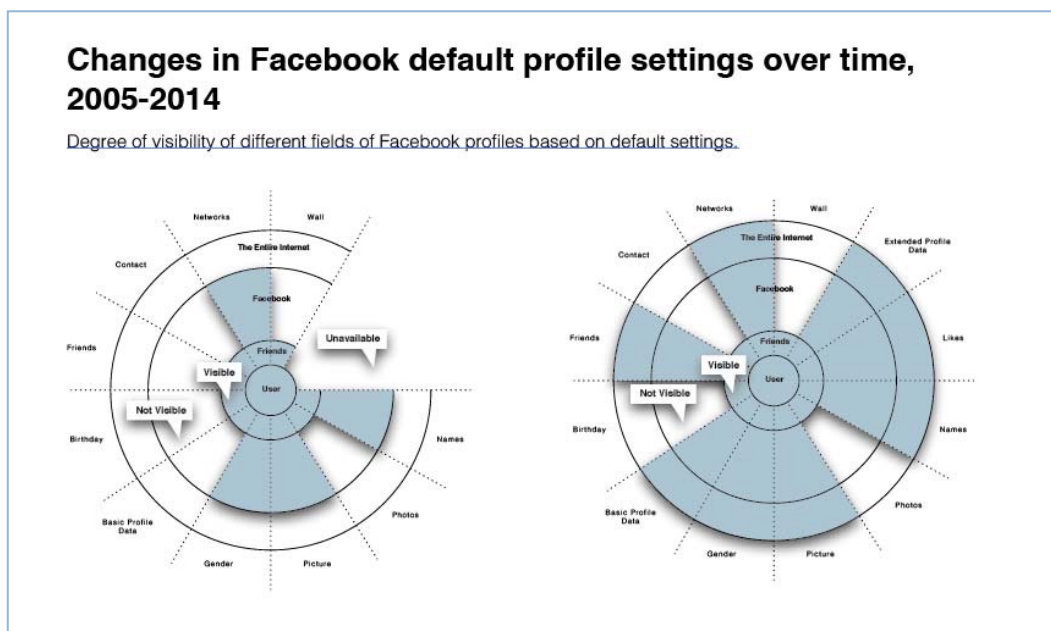 Changes in Facebook default profile settings over time,
2005-2014
Degree of visibility of different fields of Facebook profiles based on default settings.
Networks
Wall
The Entire Internet
Contact
Facebook
Unavailable
Friends
Friends
Visible
User
Not Visible
Birthday
Names
Basic Profile
Data
Photos
Gender
Picture
Networks
Wall
The Entire Internet
Extended Profile
Data
Contact
Facebook
Friends
Friends
Likes
Visible
User
Not Visible
Birthday
Names
Basic Profile
Data
Photos
Gender
Picture